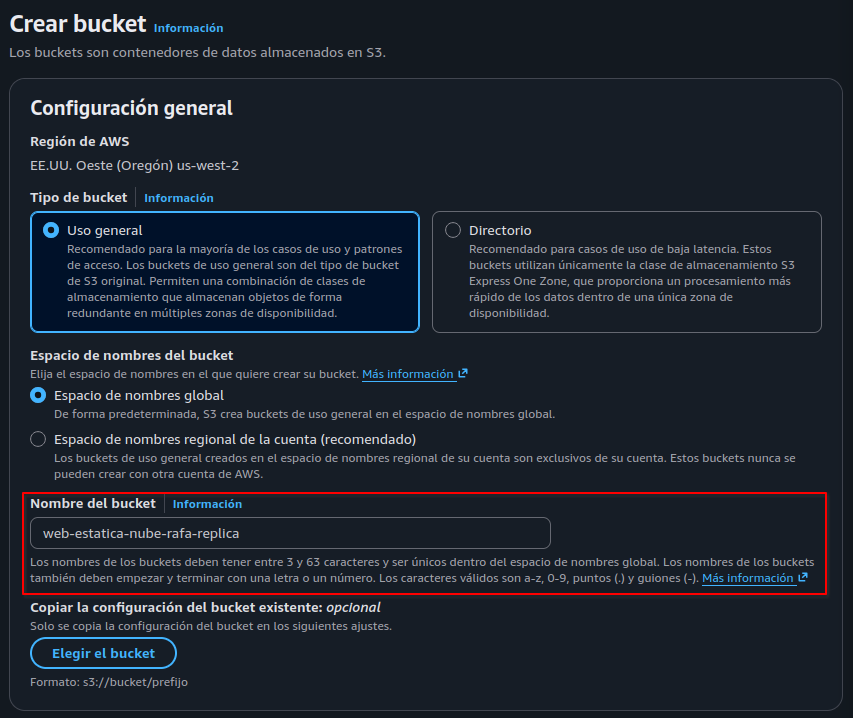 Crear bucket Información
Los buckets son contenedores de datos almacenados en S3.
Configuración general
Región de AWS
EE.UU. Oeste (Oregón) us-west-2
Tipo de bucket Información
Uso general
Recomendado para la mayoría de los casos de uso y patrones
de acceso. Los buckets de uso general son del tipo de bucket
de S3 original. Permiten una combinación de clases de
almacenamiento que almacenan objetos de forma
redundante en múltiples zonas de disponibilidad.
Directorio
Recomendado para casos de uso de baja latencia. Estos
buckets utilizan únicamente la clase de almacenamiento S3
Express One Zone, que proporciona un procesamiento más
rápido de los datos dentro de una única zona de
disponibilidad.
Espacio de nombres del bucket
Elija el espacio de nombres en el que quiere crear su bucket. Más información
Espacio de nombres global
De forma predeterminada, S3 crea buckets de uso general en el espacio de nombres global.
Espacio de nombres regional de la cuenta (recomendado)
Los buckets de uso general creados en el espacio de nombres regional de su cuenta son exclusivos de su cuenta. Estos buckets nunca se
pueden crear con otra cuenta de AWS.
Nombre del bucket Información
web-estatica-nube-rafa-replica
Los nombres de los buckets deben tener entre 3 y 63 caracteres y ser únicos dentro del espacio de nombres global. Los nombres de los buckets
también deben empezar y terminar con una letra o un número. Los caracteres válidos son a-z, 0-9, puntos (.) y guiones (-). Más información
Copiar la configuración del bucket existente: opcional
Solo se copia la configuración del bucket en los siguientes ajustes.
Elegir el bucket
Formato: s3://bucket/prefijo